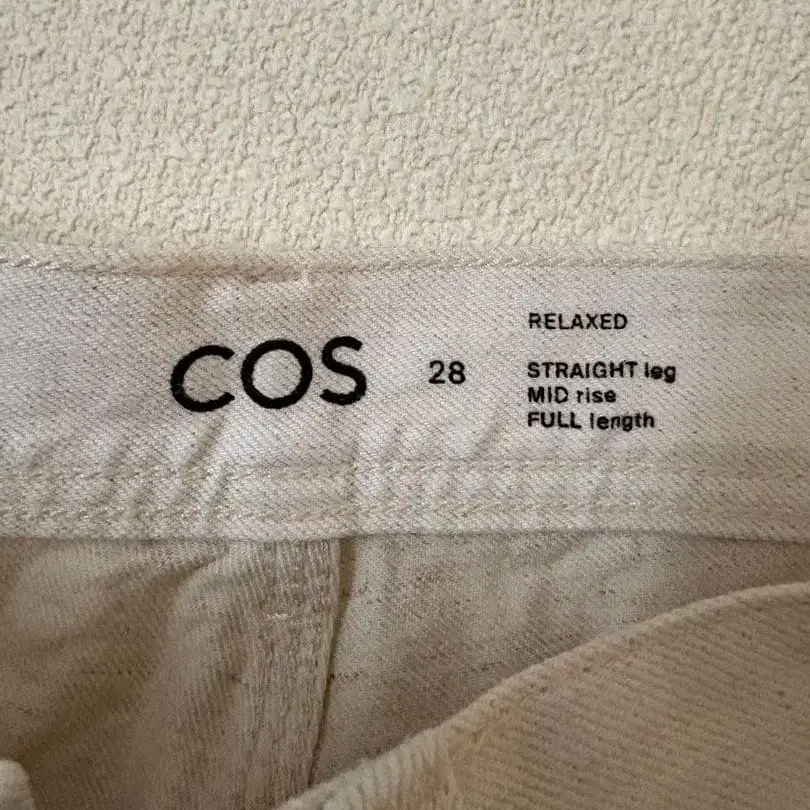 COS
28
RELAXED
STRAIGHT leg
MID rise
FULL length